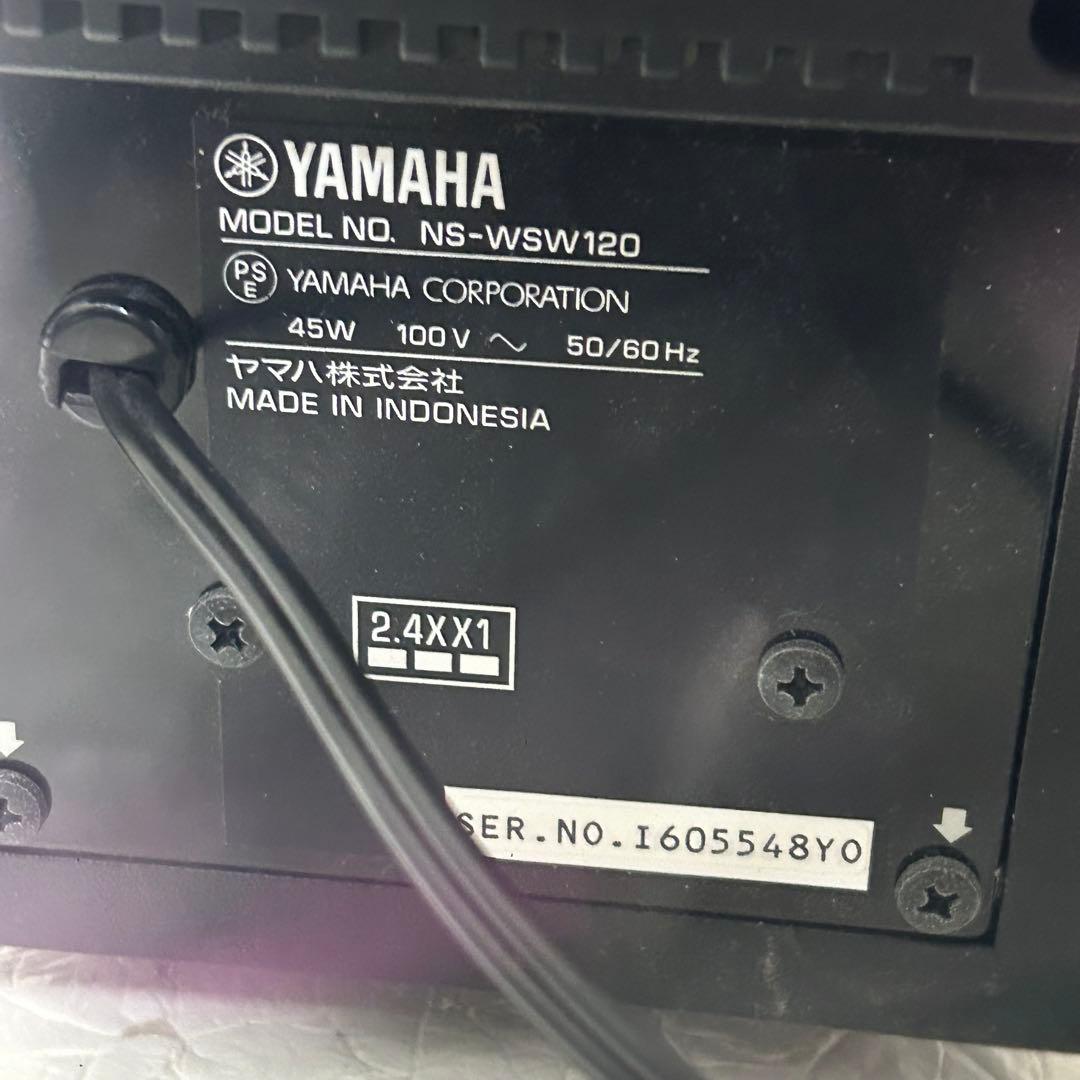 YAMAHA
MODEL NO. NS-WSW120
PSE YAMAHA CORPORATION
45W 100V ~ 50/60Hz
ヤマハ株式会社
MADE IN INDONESIA
2.4XX1
SER.NO.I605548Y0